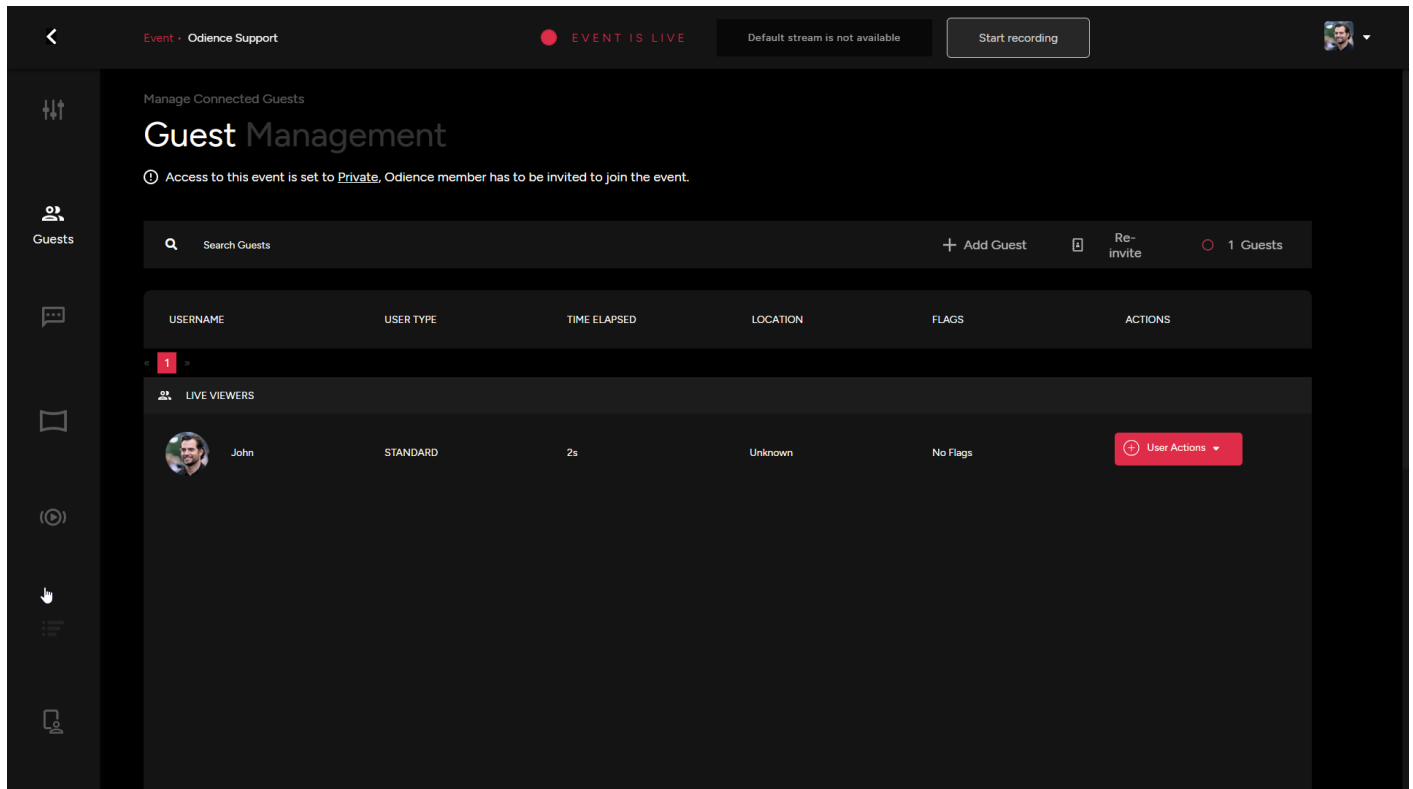 Event • Odience Support
EVENT IS LIVE
Default stream is not available
Start recording
Manage Connected Guests
Guest Management
Access to this event is set to Private, Odience member has to be invited to join the event.
Guests
Search Guests
+ Add Guest
Re-
invite
1 Guests
USERNAME USER TYPE TIME ELAPSED LOCATION FLAGS ACTIONS
« 1 »
LIVE VIEWERS
John STANDARD 2s Unknown No Flags User Actions